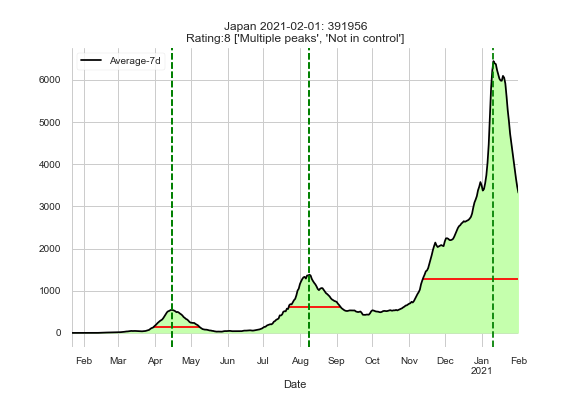 Japan 2021-02-01: 391956
Rating:8 ['Multiple peaks', 'Not in control']
Average-7d
6000
5000
4000
3000
2000
1000
0
Feb Mar Apr May Jun Jul Aug Sep Oct Nov Dec Jan Feb
2021
Date